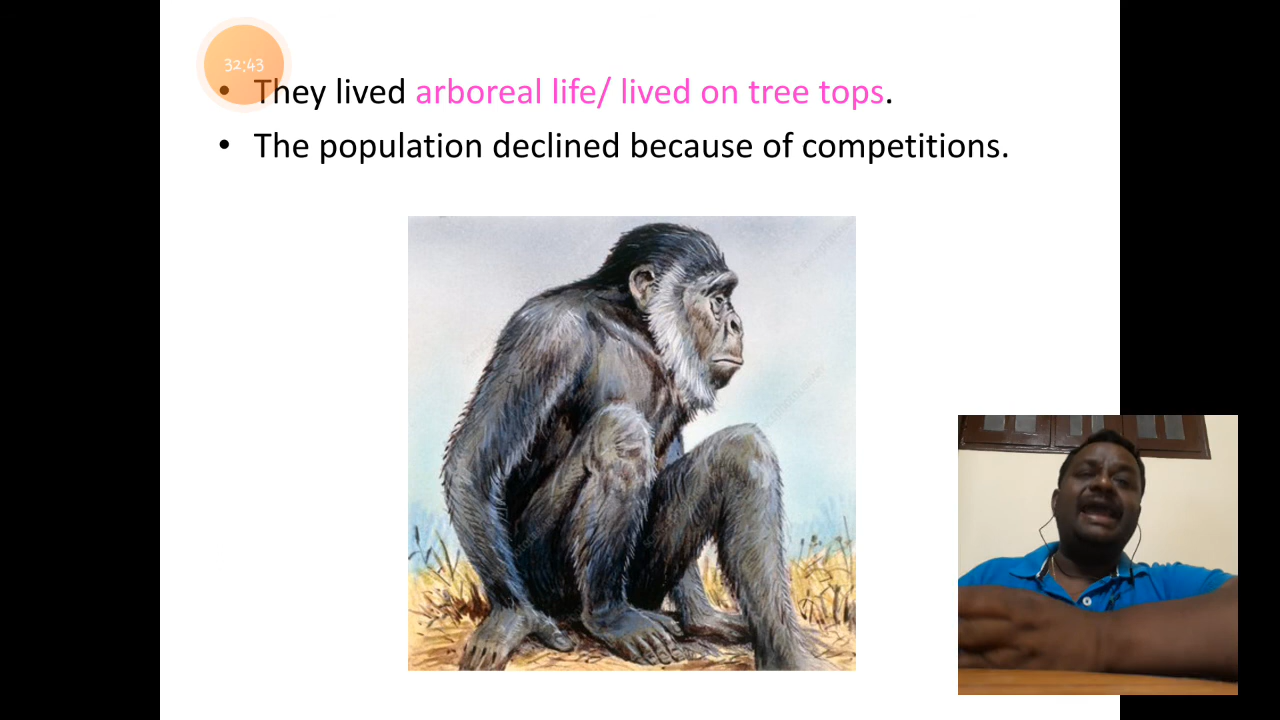 32:43
• They lived arboreal life/ lived on tree tops.
• The population declined because of competitions.